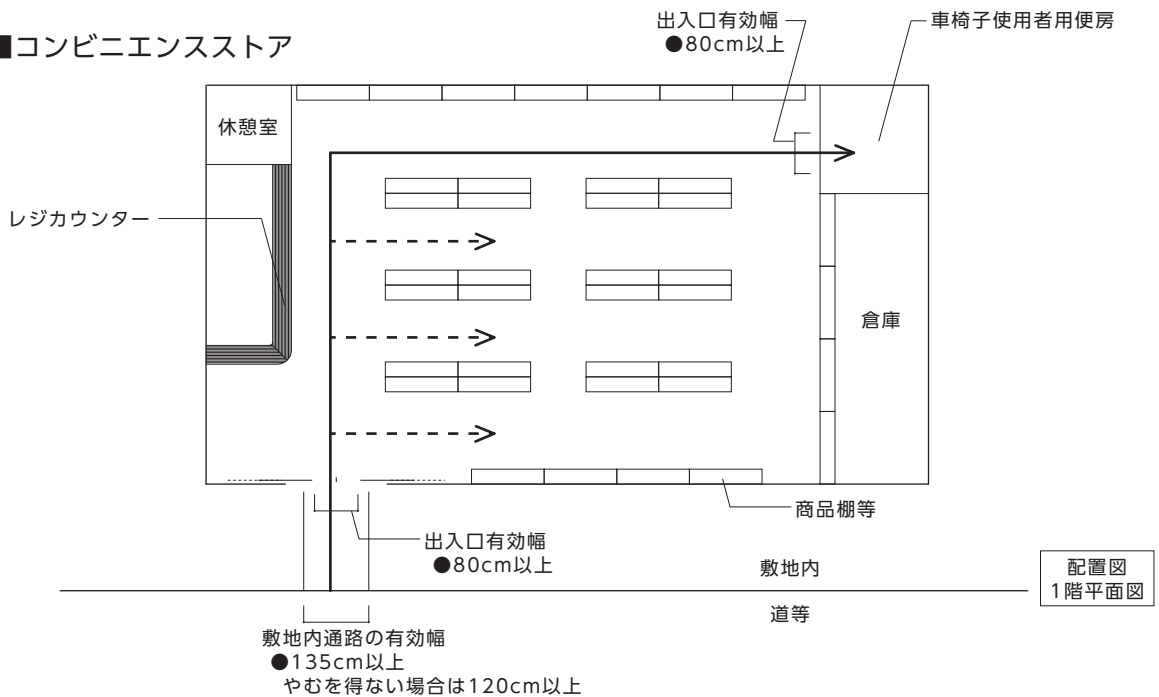 ■コンビニエンスストア
出入口有効幅
●80cm以上
車椅子使用者用便房
休憩室
レジカウンター
倉庫
商品棚等
出入口有効幅
●80cm以上
敷地内
配置図
1階平面図
道等
敷地内通路の有効幅
●135cm以上
やむを得ない場合は120cm以上